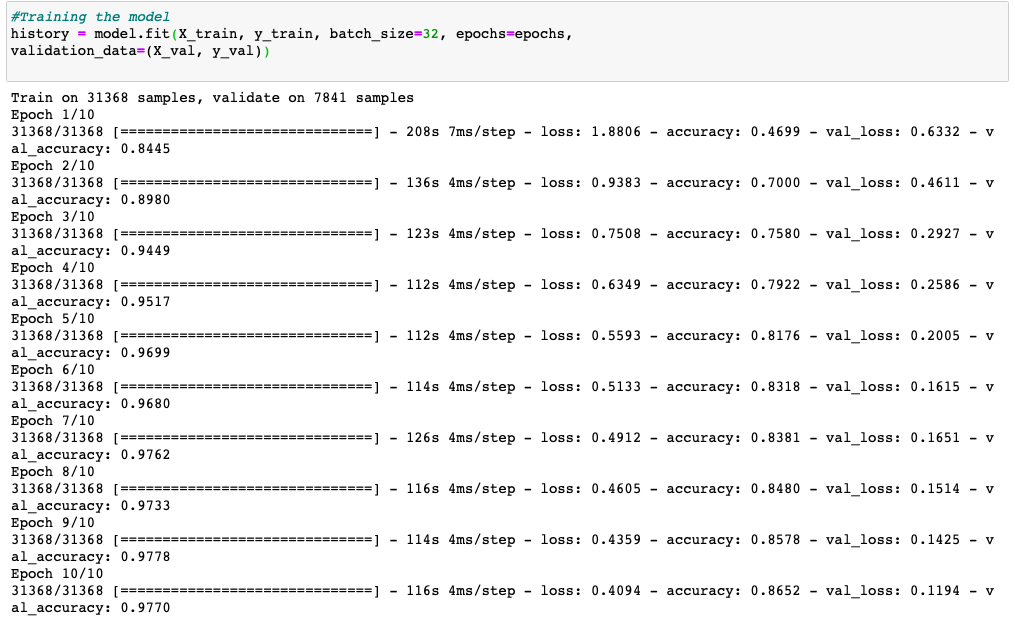 #Training the model
history = model.fit(X_train, y_train, batch_size=32, epochs=epochs,
validation_data=(X_val, y_val))
Train on 31368 samples, validate on 7841 samples
Epoch 1/10
31368/31368 [==============================] - 208s 7ms/step - loss: 1.8806 - accuracy: 0.4699 - val_loss: 0.6332 - v
al_accuracy: 0.8445
Epoch 2/10
31368/31368 [==============================] - 136s 4ms/step - loss: 0.9383 - accuracy: 0.7000 - val_loss: 0.4611 - v
al_accuracy: 0.8980
Epoch 3/10
31368/31368 [==============================] - 123s 4ms/step - loss: 0.7508 - accuracy: 0.7580 - val_loss: 0.2927 - v
al_accuracy: 0.9449
Epoch 4/10
31368/31368 [==============================] - 112s 4ms/step - loss: 0.6349 - accuracy: 0.7922 - val_loss: 0.2586 - v
al_accuracy: 0.9517
Epoch 5/10
31368/31368 [==============================] - 112s 4ms/step - loss: 0.5593 - accuracy: 0.8176 - val_loss: 0.2005 - v
al_accuracy: 0.9699
Epoch 6/10
31368/31368 [==============================] - 114s 4ms/step - loss: 0.5133 - accuracy: 0.8318 - val_loss: 0.1615 - v
al_accuracy: 0.9680
Epoch 7/10
31368/31368 [==============================] - 126s 4ms/step - loss: 0.4912 - accuracy: 0.8381 - val_loss: 0.1651 - v
al_accuracy: 0.9762
Epoch 8/10
31368/31368 [==============================] - 116s 4ms/step - loss: 0.4605 - accuracy: 0.8480 - val_loss: 0.1514 - v
al_accuracy: 0.9733
Epoch 9/10
31368/31368 [==============================] - 114s 4ms/step - loss: 0.4359 - accuracy: 0.8578 - val_loss: 0.1425 - v
al_accuracy: 0.9778
Epoch 10/10
31368/31368 [==============================] - 116s 4ms/step - loss: 0.4094 - accuracy: 0.8652 - val_loss: 0.1194 - v
al_accuracy: 0.9770